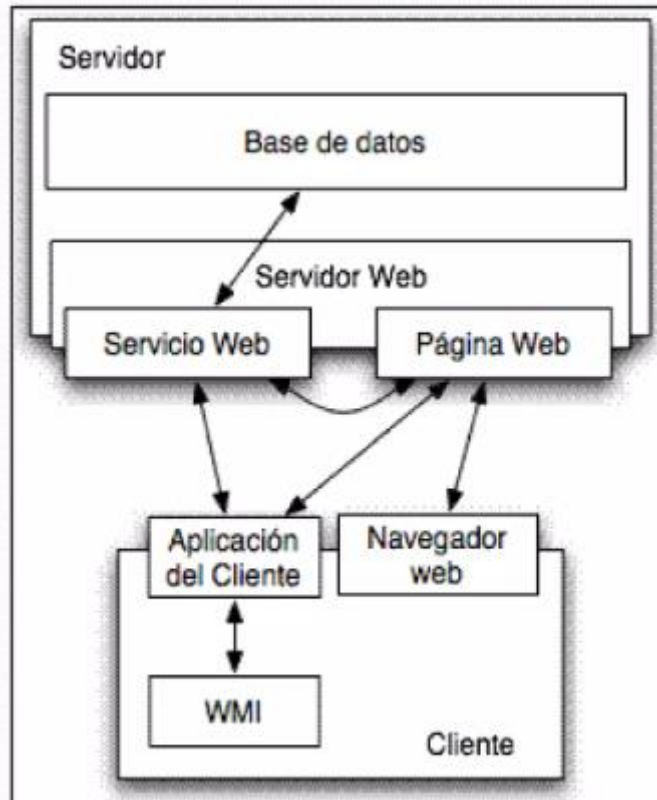 Servidor
Base de datos
Servidor Web
Servicio Web
Página Web
Aplicación
del Cliente
Navegador
web
WMI
Cliente